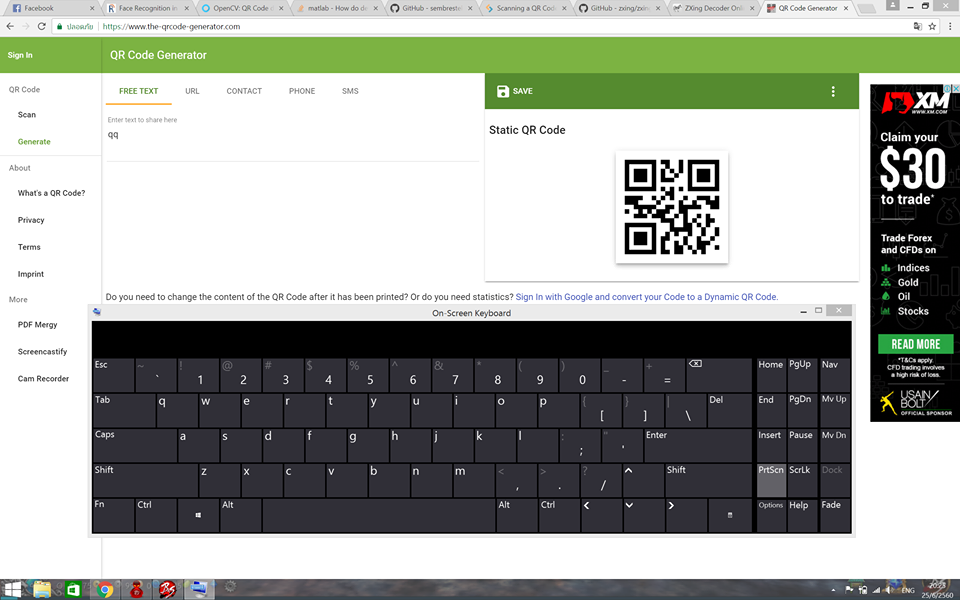 Facebook
Face Recognition in
OpenCV: QR Code
matlab - How do de
GitHub - sembreste
Scanning a QR Cod
GitHub - zxing/zxing
ZXing Decoder Onli
QR Code Generator
ปลอดภัย https://www.the-qrcode-generator.com
Sign In
QR Code Generator
QR Code
Scan
Generate
About
What's a QR Code?
Privacy
Terms
Imprint
More
PDF Mergy
Screencastify
Cam Recorder
FREE TEXT URL CONTACT PHONE SMS
Enter text to share here
qq
SAVE
Static QR Code
Do you need to change the content of the QR Code after it has been printed? Or do you need statistics? Sign In with Google and convert your Code to a Dynamic QR Code.
XM
WWW.XM.COM
Claim your
$30
to trade*
Trade Forex
and CFDs on
Indices
Gold
Oil
Stocks
READ MORE
*T&Cs apply.
CFD trading involves
a high risk of loss.
USAIN
BOLT
OFFICIAL SPONSOR
On-Screen Keyboard
Esc ~ ` ! 1 @ 2 # 3 $ 4 % 5 ^ 6 & 7 * 8 ( 9 ) 0 _ - + = Home PgUp Nav
Tab q w e r t y u i o p { [ } ] | \ Del End PgDn Mv Up
Caps a s d f g h j k l : ; " ' Enter Insert Pause Mv Dn
Shift z x c v b n m < , > . ? / Shift PrtScn ScrLk Dock
Fn Ctrl Alt Alt Ctrl Options Help Fade
ENG
20:25
25/6/2560